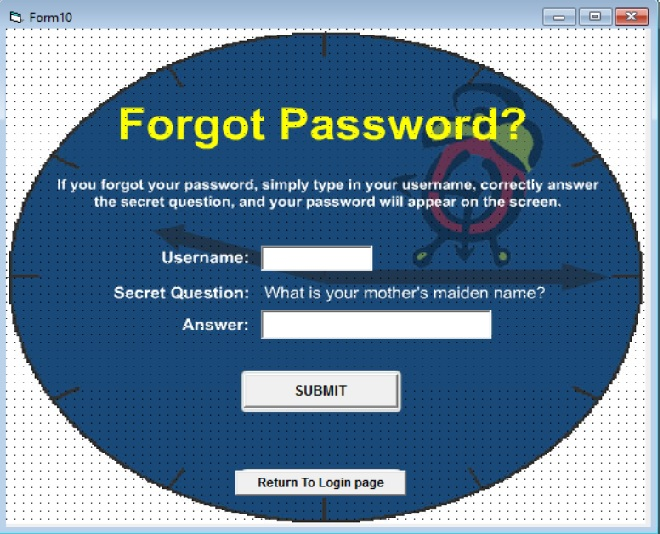 Form10
Forgot Password?
If you forgot your password, simply type in your username, correctly answer
the secret question, and your password will appear on the screen.
Username:
Secret Question: What is your mother's maiden name?
Answer:
SUBMIT
Return To Login page